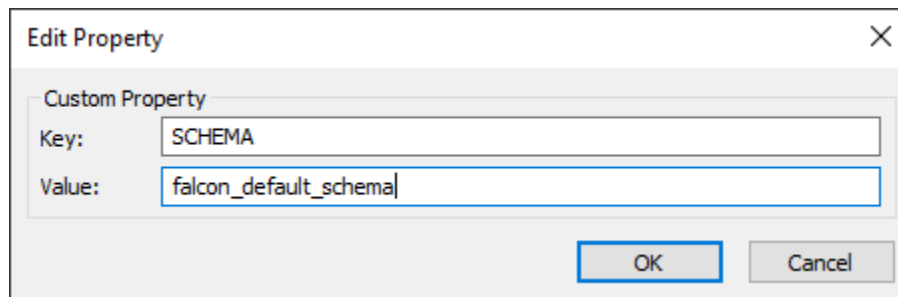 Edit Property
Custom Property
Key: SCHEMA
Value: falcon_default_schema
OK Cancel